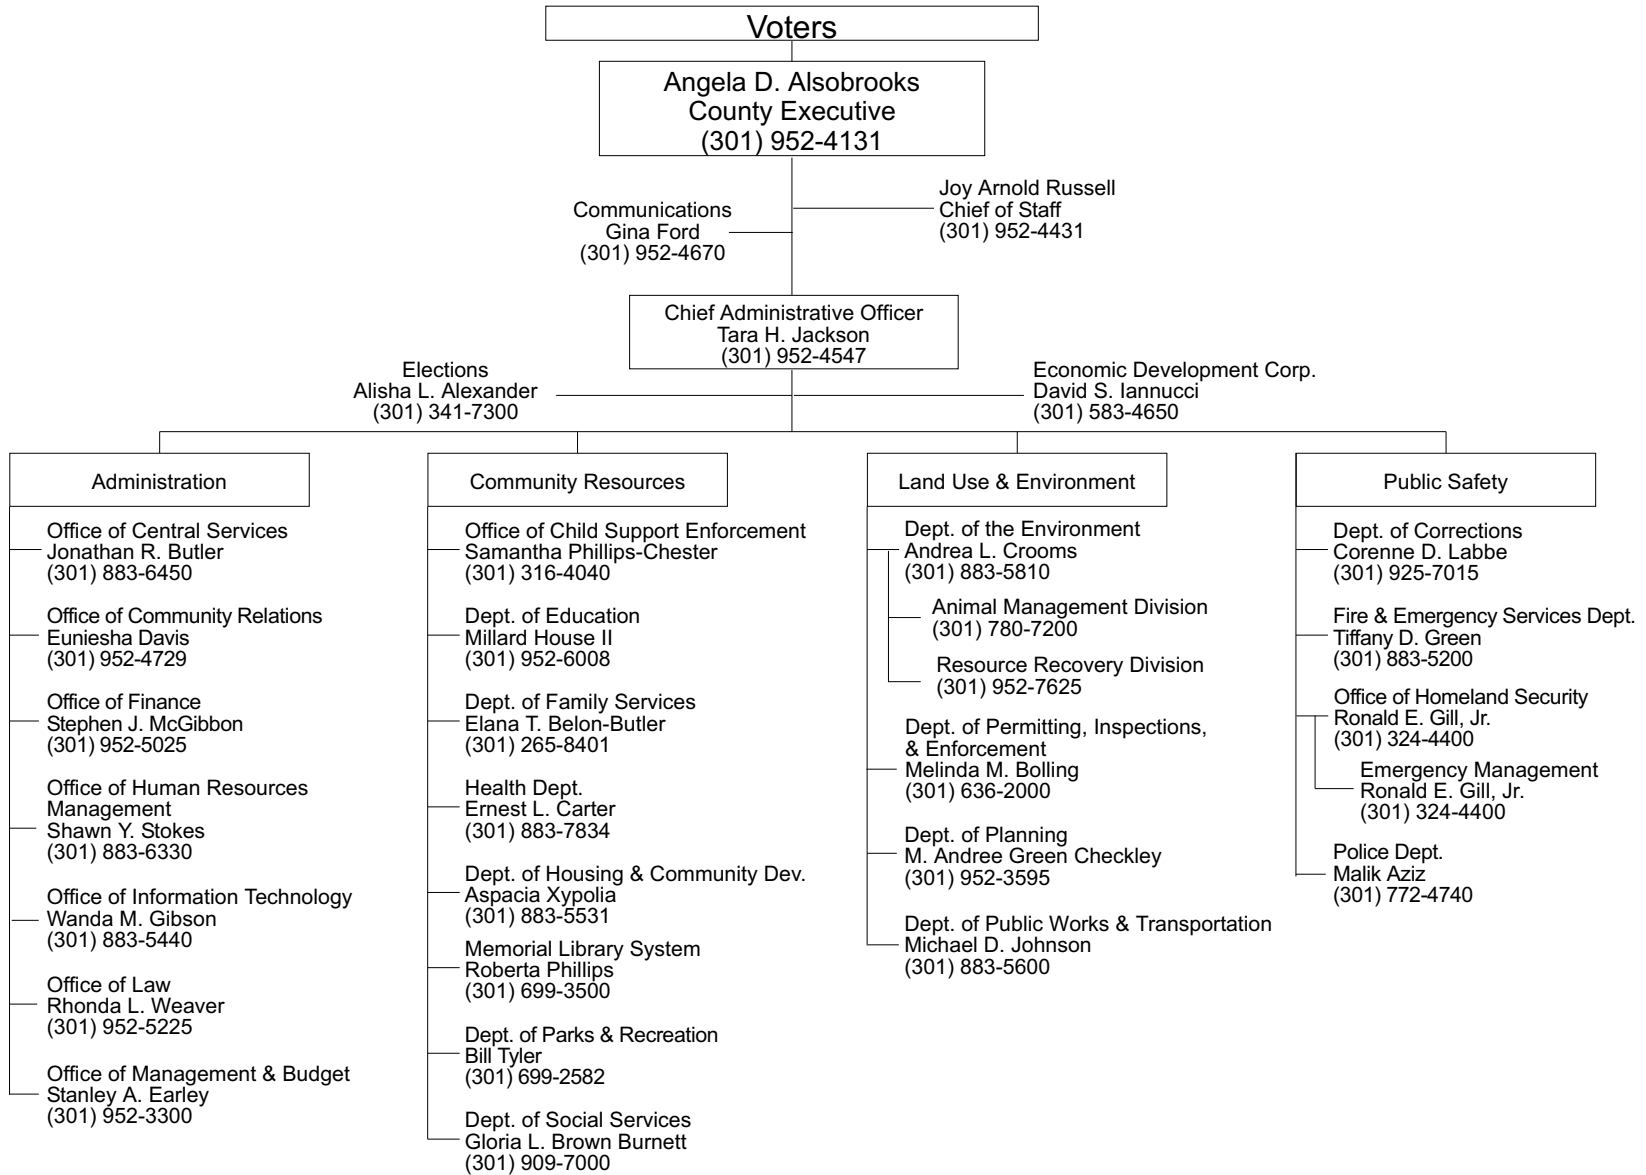 Voters
Angela D. Alsobrooks
County Executive
(301) 952-4131
Joy Arnold Russell
Chief of Staff
(301) 952-4431
Communications
Gina Ford
(301) 952-4670
Chief Administrative Officer
Tara H. Jackson
(301) 952-4547
Elections
Alisha L. Alexander
(301) 341-7300
Economic Development Corp.
David S. Iannucci
(301) 583-4650
Administration
Office of Central Services
Jonathan R. Butler
(301) 883-6450
Office of Community Relations
Euniesha Davis
(301) 952-4729
Office of Finance
Stephen J. McGibbon
(301) 952-5025
Office of Human Resources
Management
Shawn Y. Stokes
(301) 883-6330
Office of Information Technology
Wanda M. Gibson
(301) 883-5440
Office of Law
Rhonda L. Weaver
(301) 952-5225
Office of Management & Budget
Stanley A. Earley
(301) 952-3300
Community Resources
Office of Child Support Enforcement
Samantha Phillips-Chester
(301) 316-4040
Dept. of Education
Millard House II
(301) 952-6008
Dept. of Family Services
Elana T. Belon-Butler
(301) 265-8401
Health Dept.
Ernest L. Carter
(301) 883-7834
Dept. of Housing & Community Dev.
Aspacia Xypolia
(301) 883-5531
Memorial Library System
Roberta Phillips
(301) 699-3500
Dept. of Parks & Recreation
Bill Tyler
(301) 699-2582
Dept. of Social Services
Gloria L. Brown Burnett
(301) 909-7000
Land Use & Environment
Dept. of the Environment
Andrea L. Crooms
(301) 883-5810
Animal Management Division
(301) 780-7200
Resource Recovery Division
(301) 952-7625
Dept. of Permitting, Inspections,
& Enforcement
Melinda M. Bolling
(301) 636-2000
Dept. of Planning
M. Andree Green Checkley
(301) 952-3595
Dept. of Public Works & Transportation
Michael D. Johnson
(301) 883-5600
Public Safety
Dept. of Corrections
Corenne D. Labbe
(301) 925-7015
Fire & Emergency Services Dept.
Tiffany D. Green
(301) 883-5200
Office of Homeland Security
Ronald E. Gill, Jr.
(301) 324-4400
Emergency Management
Ronald E. Gill, Jr.
(301) 324-4400
Police Dept.
Malik Aziz
(301) 772-4740